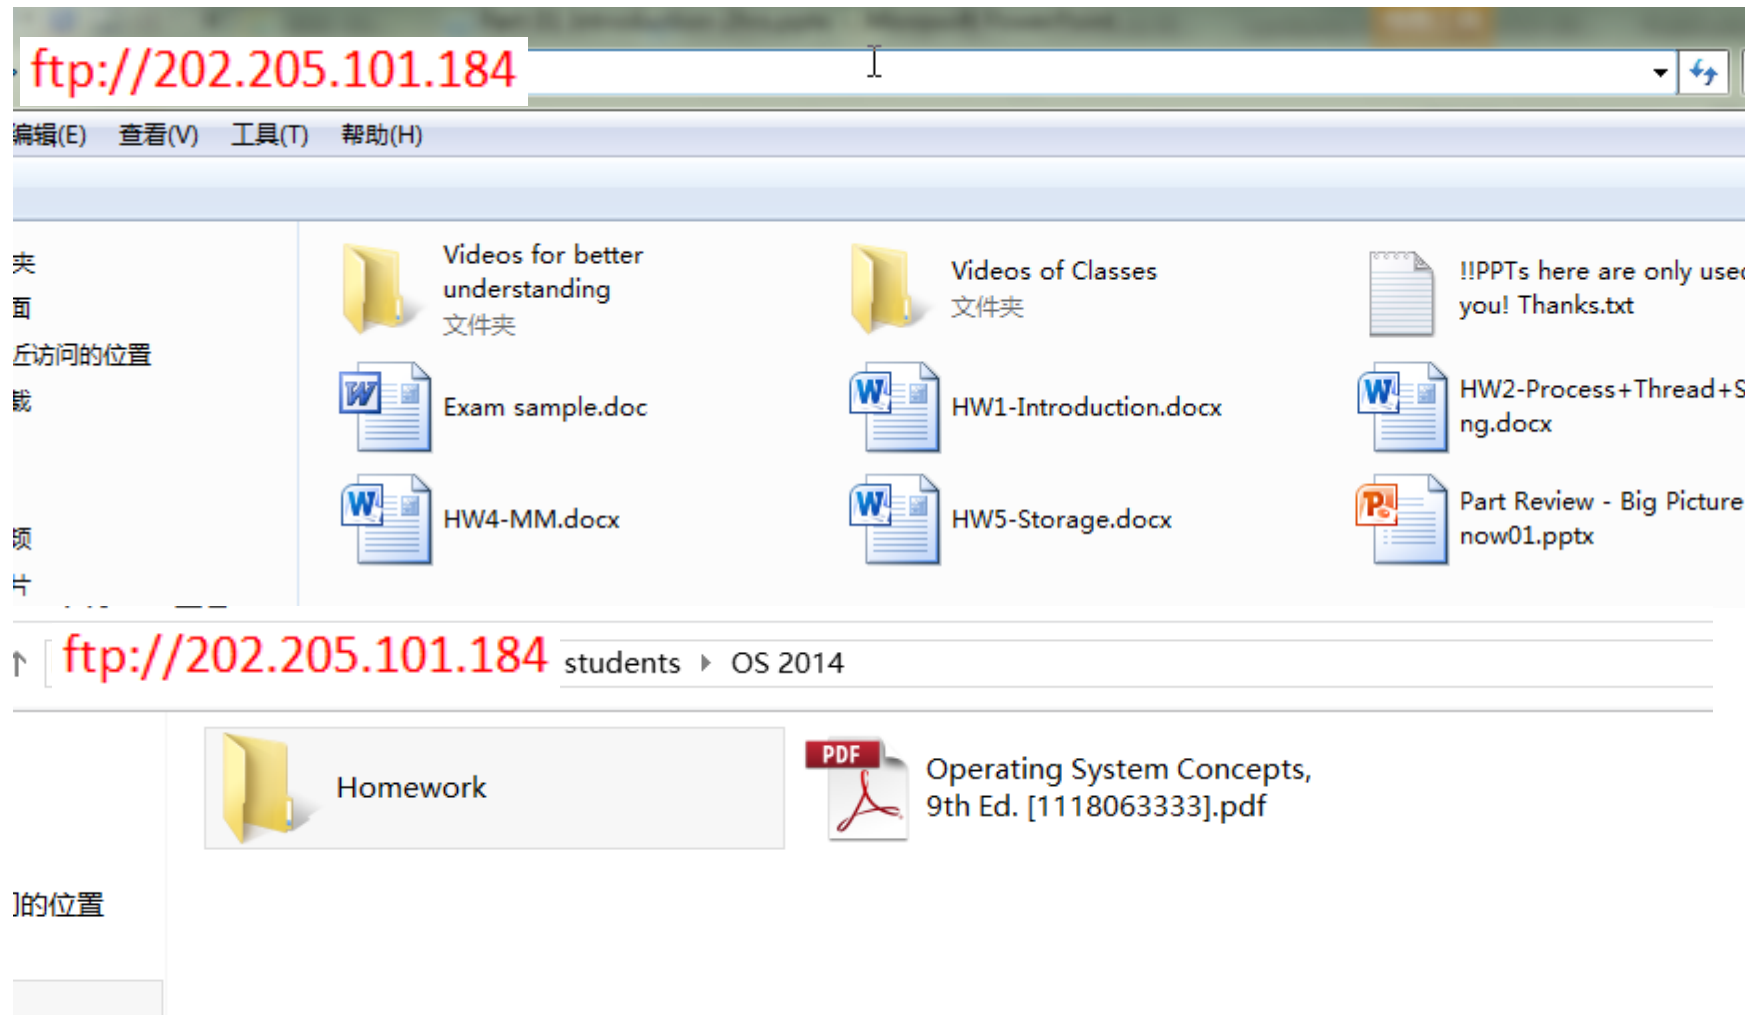 ftp://202.205.101.184
编辑(E) 查看(V) 工具(T) 帮助(H)
夹
面
近访问的位置
载
频
片
Videos for better
understanding
文件夹
Videos of Classes
文件夹
!!PPTs here are only used
you! Thanks.txt
Exam sample.doc
HW1-Introduction.docx
HW2-Process+Thread+S
ng.docx
HW4-MM.docx
HW5-Storage.docx
Part Review - Big Picture
now01.pptx
ftp://202.205.101.184 students OS 2014
Homework
PDF
Operating System Concepts,
9th Ed. [1118063333].pdf
的位置